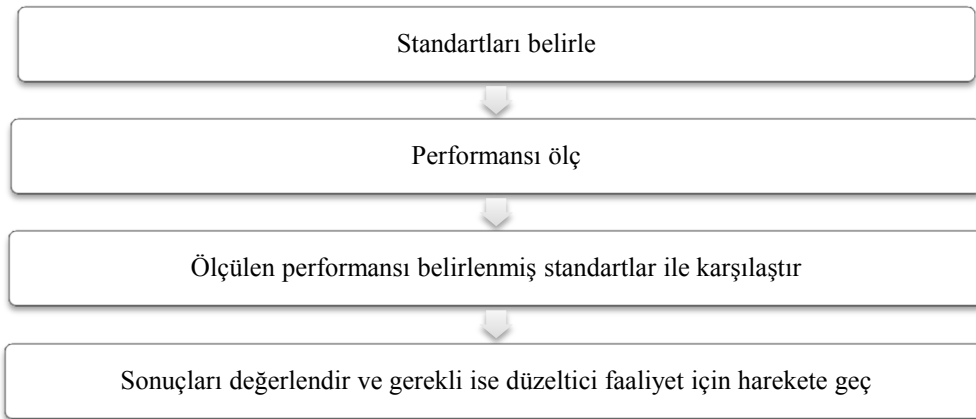 Standartları belirle
Performansı ölç
Ölçülen performansı belirlenmiş standartlar ile karşılaştır
Sonuçları değerlendir ve gerekli ise düzeltici faaliyet için harekete geç